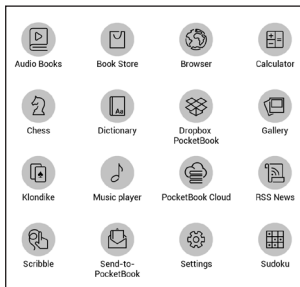 Audio Books Book Store Browser Calculator
Chess Dictionary Dropbox PocketBook Gallery
Klondike Music player PocketBook Cloud RSS News
Scribble Send-to-PocketBook Settings Sudoku
Aa